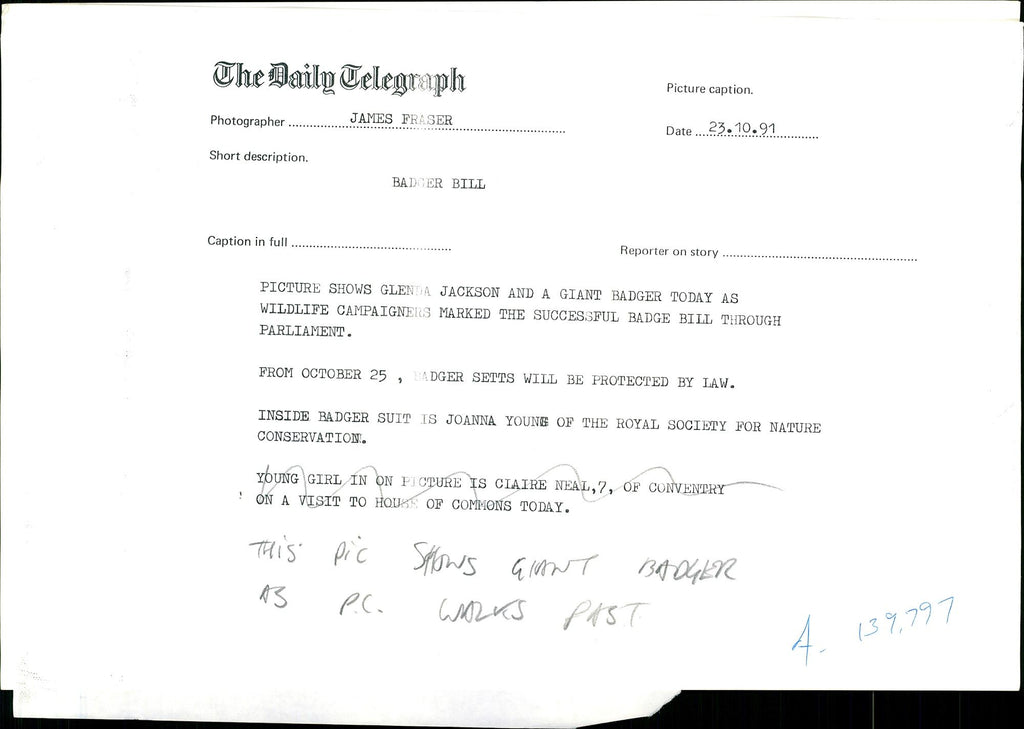 The Daily Telegraph
Picture caption.
Photographer JAMES FRASER
Date 23.10.91
Short description.
BADGER BILL
Caption in full
Reporter on story
PICTURE SHOWS GLENDA JACKSON AND A GIANT BADGER TODAY AS
WILDLIFE CAMPAIGNERS MARKED THE SUCCESSFUL BADGE BILL THROUGH
PARLIAMENT.
FROM OCTOBER 25 , BADGER SETTS WILL BE PROTECTED BY LAW.
INSIDE BADGER SUIT IS JOANNA YOUNG OF THE ROYAL SOCIETY FOR NATURE
CONSERVATION.
YOUNG GIRL IN ON PICTURE IS CLAIRE NEAL,7, OF CONVENTRY
ON A VISIT TO HOUSE OF COMMONS TODAY.
THIS PIC SHOWS GIANT BADGER
AS P.C. WALKS PAST
A. 139,797